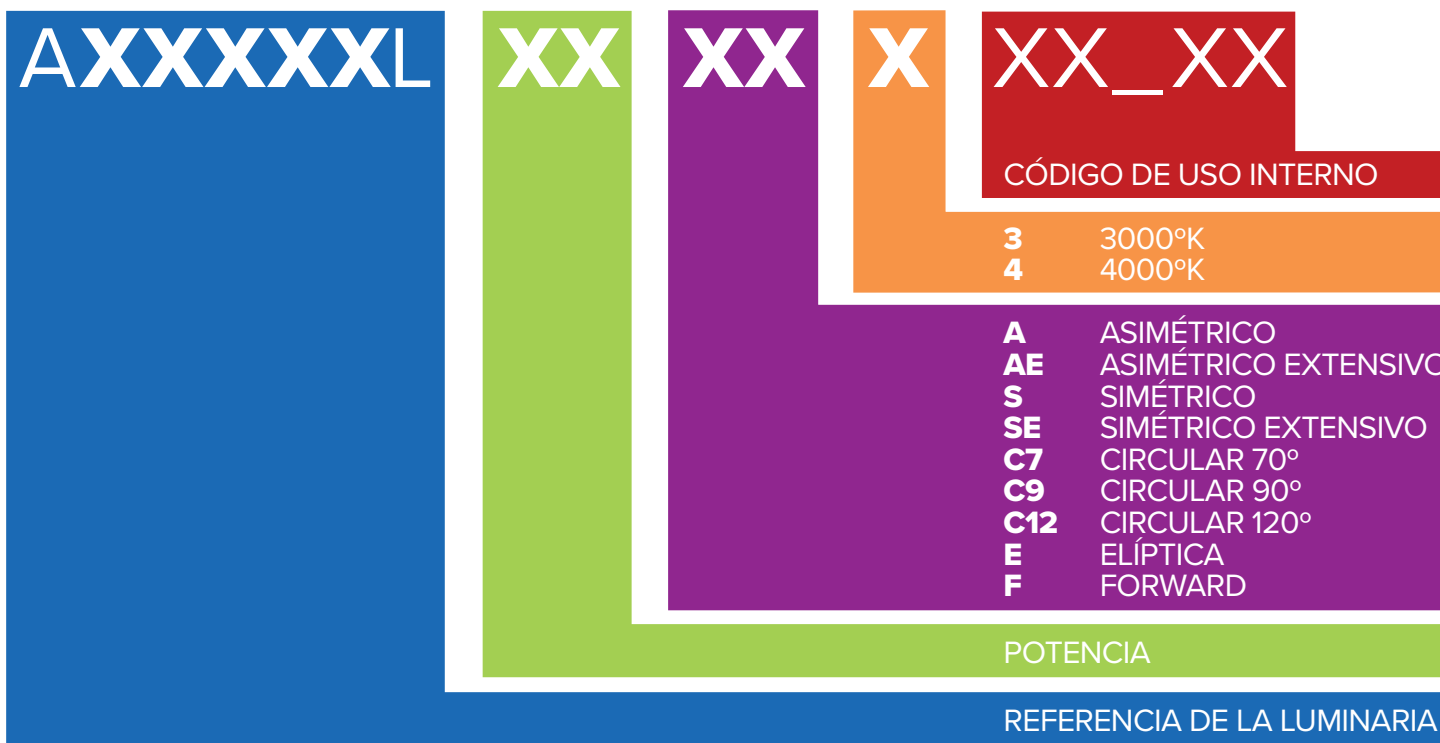 AXXXXXL XX XX X XX_XX
CÓDIGO DE USO INTERNO
3 3000ºK
4 4000ºK
A ASIMÉTRICO
AE ASIMÉTRICO EXTENSIVO
S SIMÉTRICO
SE SIMÉTRICO EXTENSIVO
C7 CIRCULAR 70º
C9 CIRCULAR 90º
C12 CIRCULAR 120º
E ELÍPTICA
F FORWARD
POTENCIA
REFERENCIA DE LA LUMINARIA